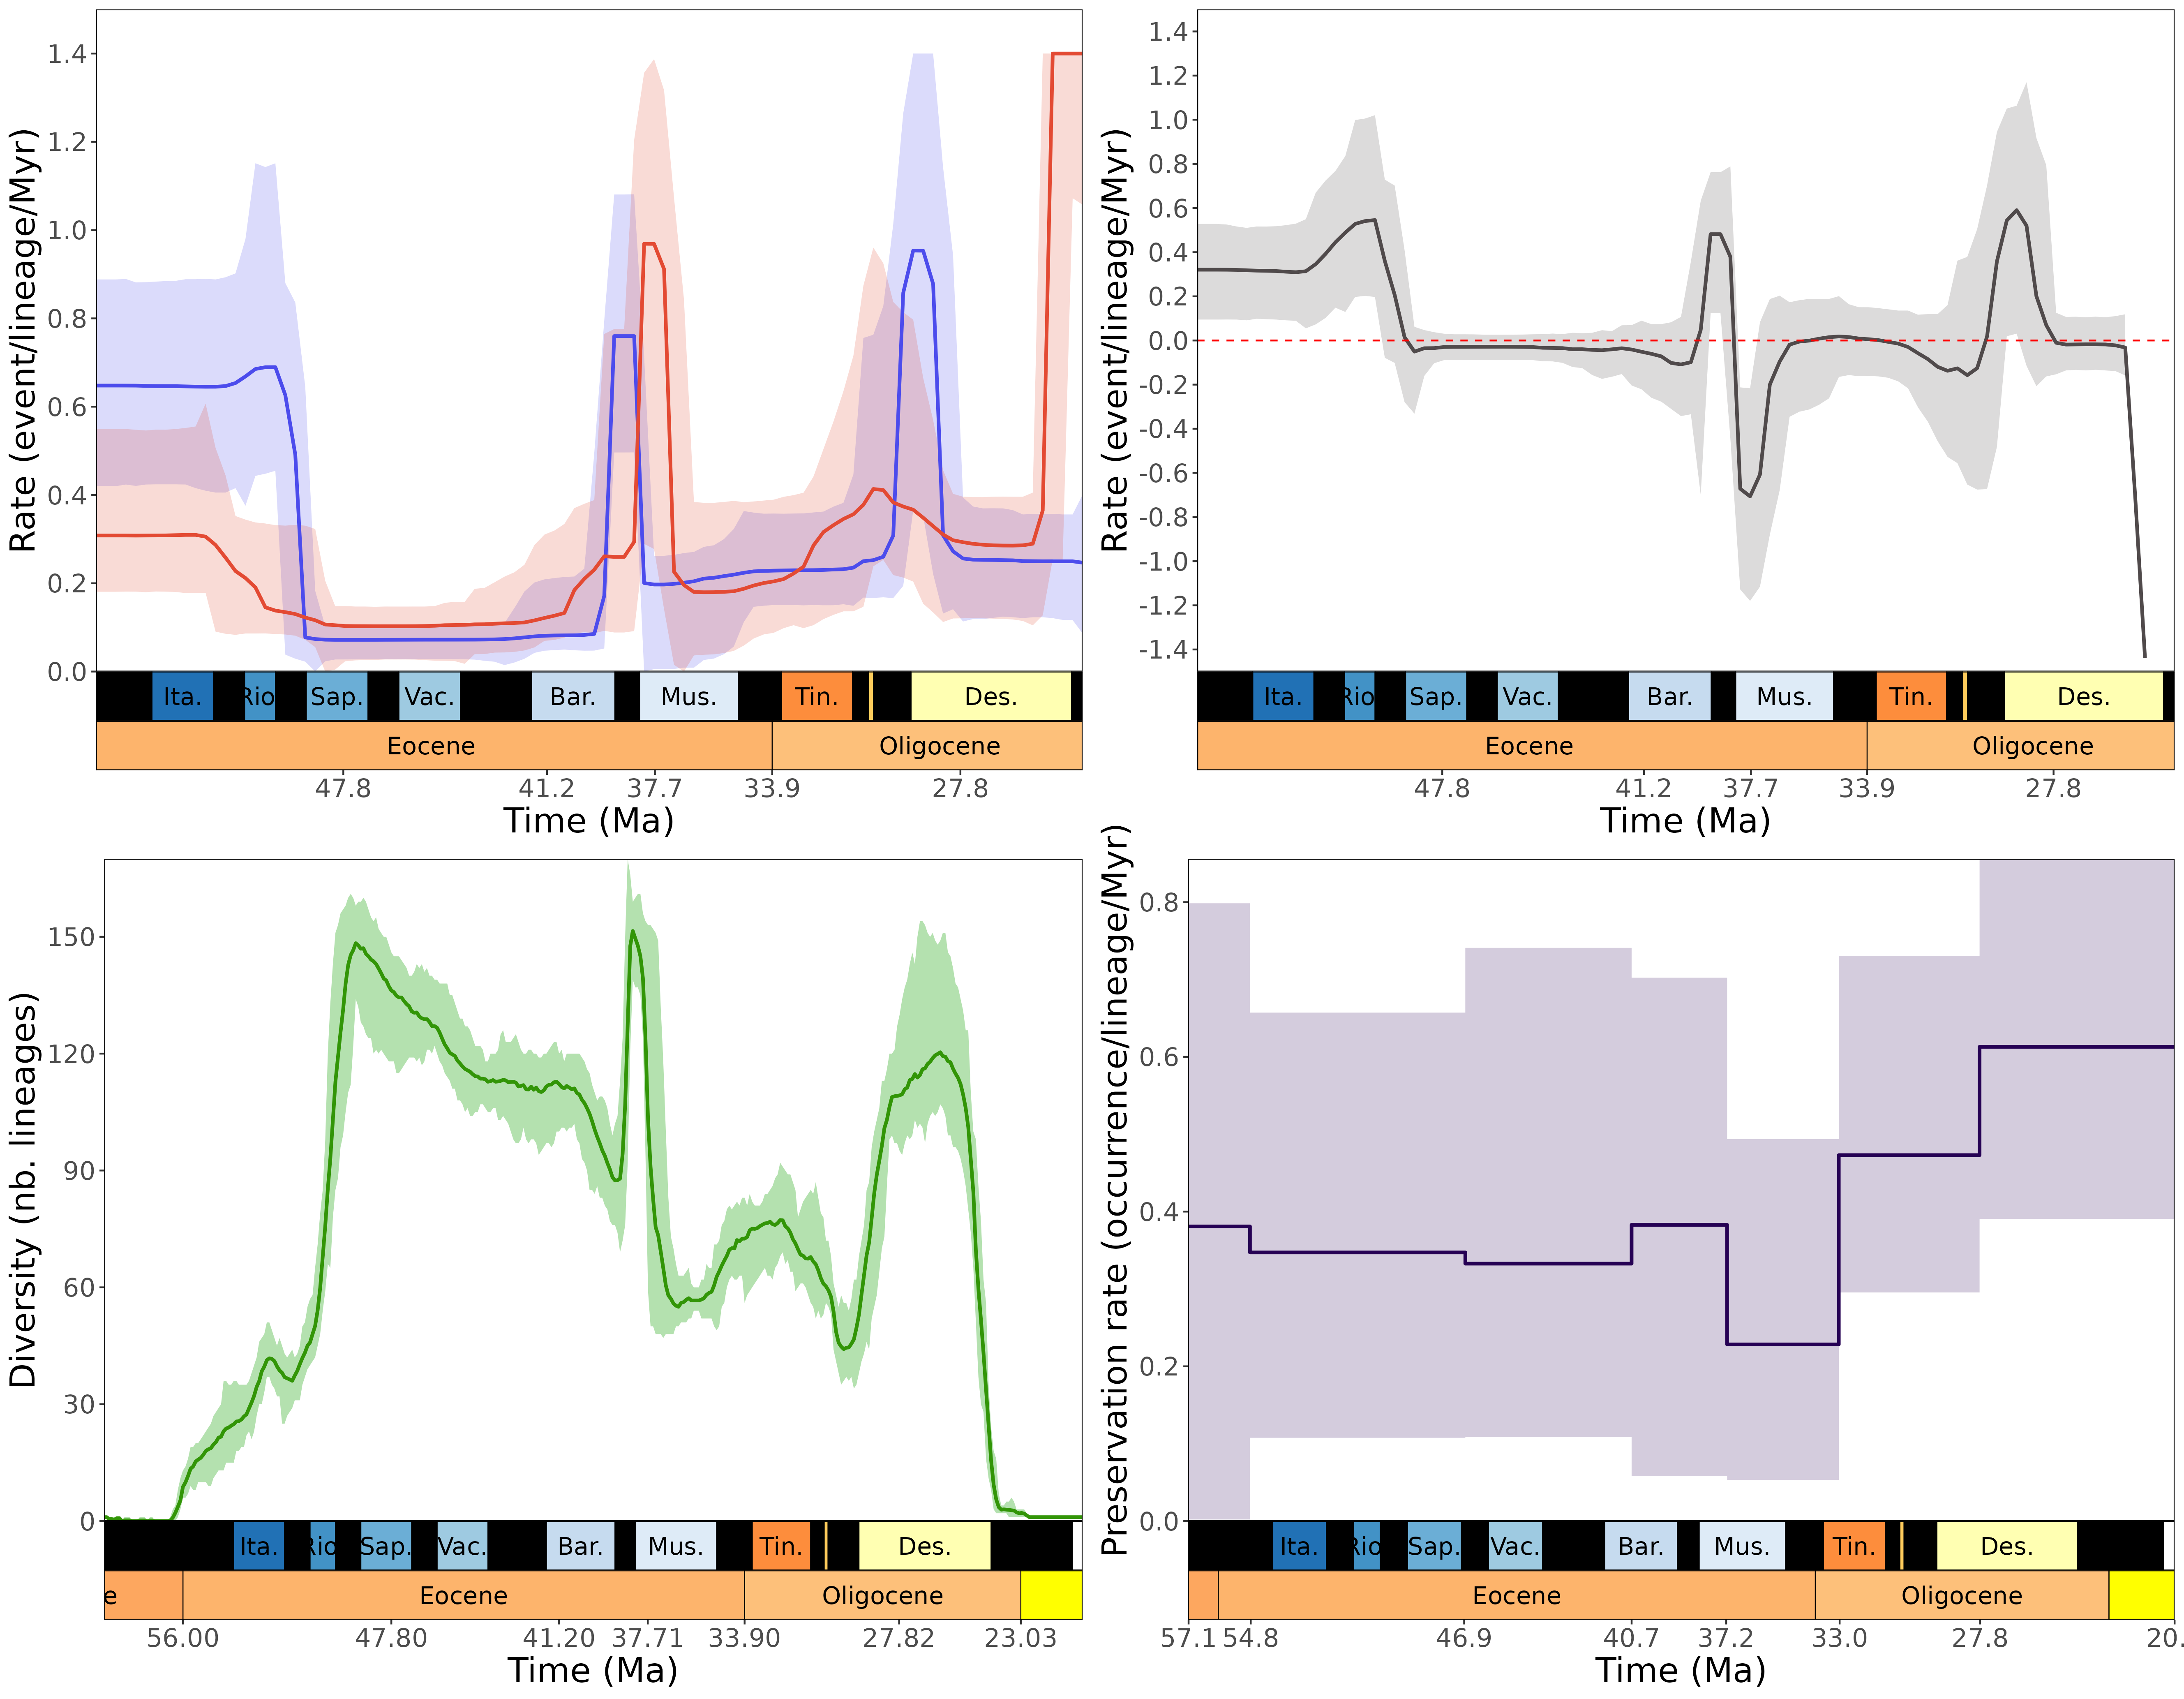 Rate (event/lineage/Myr)
1.4
1.2
1.0
0.8
0.6
0.4
0.2
0.0
Ita. Rio Sap. Vac. Bar. Mus. Tin. Des.
Eocene Oligocene
47.8 41.2 37.7 33.9 27.8
Time (Ma)
Rate (event/lineage/Myr)
1.4
1.2
1.0
0.8
0.6
0.4
0.2
0.0
-0.2
-0.4
-0.6
-0.8
-1.0
-1.2
-1.4
Ita. Rio Sap. Vac. Bar. Mus. Tin. Des.
Eocene Oligocene
47.8 41.2 37.7 33.9 27.8
Time (Ma)
Diversity (nb. lineages)
150
120
90
60
30
0
Ita. Rio Sap. Vac. Bar. Mus. Tin. Des.
e Eocene Oligocene
56.00 47.80 41.20 37.71 33.90 27.82 23.03
Time (Ma)
Preservation rate (occurrence/lineage/Myr)
0.8
0.6
0.4
0.2
0.0
Ita. Rio Sap. Vac. Bar. Mus. Tin. Des.
Eocene Oligocene
57.1 54.8 46.9 40.7 37.2 33.0 27.8 20.
Time (Ma)